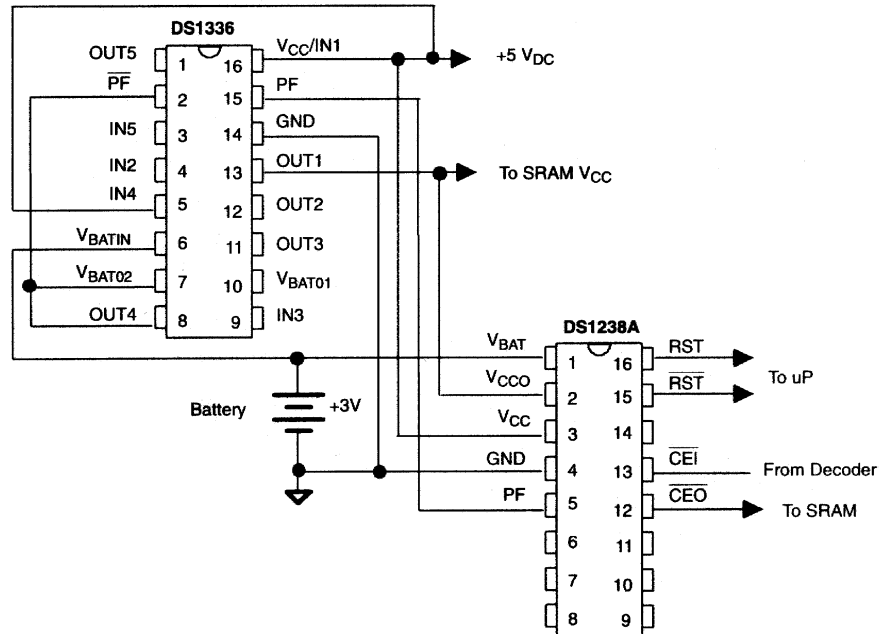 DS1336
OUT5 1 16 VCC/IN1 +5 VDC
PF 2 15 PF
IN5 3 14 GND
IN2 4 13 OUT1 To SRAM VCC
IN4 5 12 OUT2
VBATIN 6 11 OUT3
VBAT02 7 10 VBAT01
OUT4 8 9 IN3
DS1238A
VBAT 1 16 RST
To uP
VCCO 2 15 RST
Battery +3V
VCC 3 14
GND 4 13 CEI From Decoder
PF 5 12 CEO To SRAM
6 11
7 10
8 9